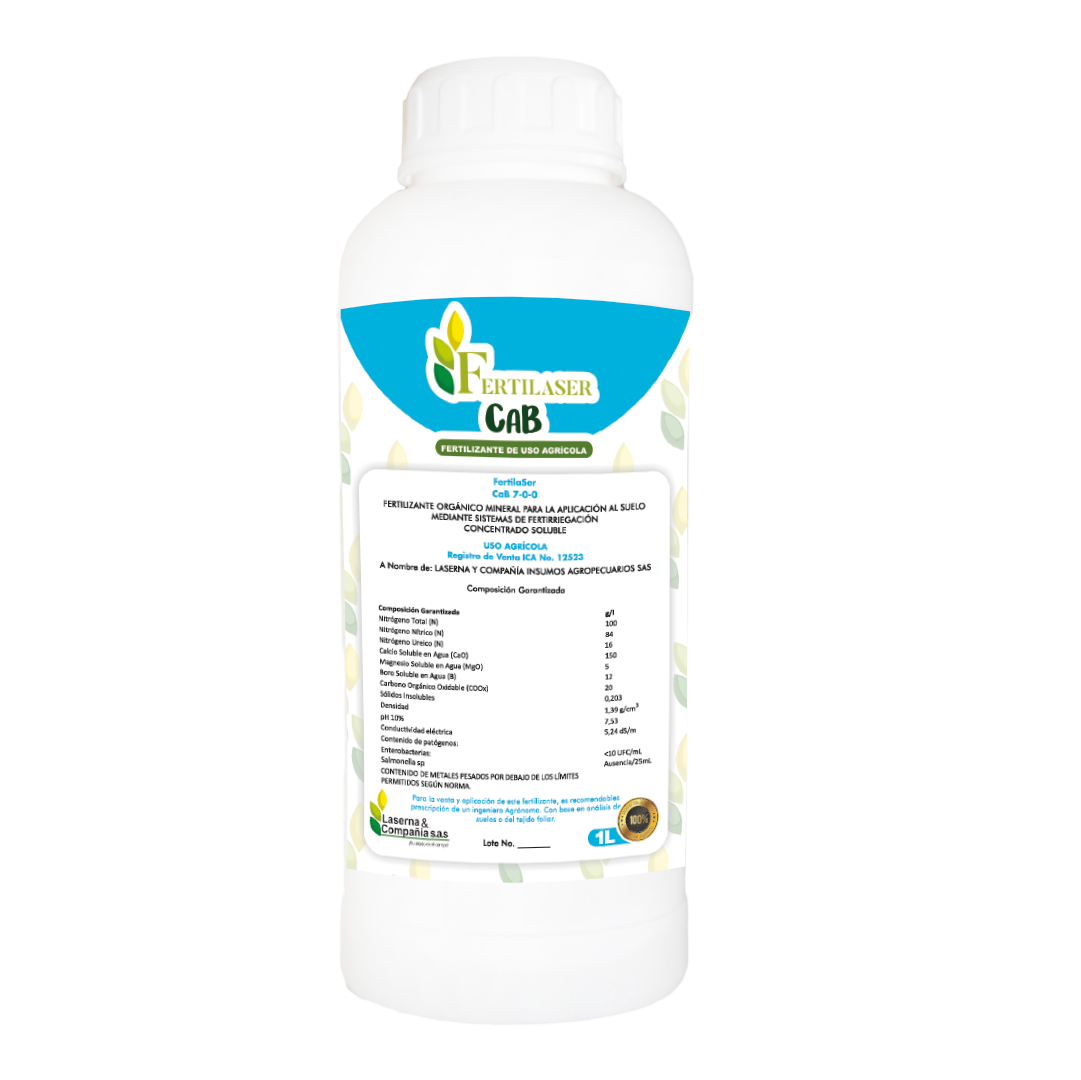 FERTILASER
CaB
FERTILIZANTE DE USO AGRÍCOLA
FertilaSer
CaB 7-0-0
FERTILIZANTE ORGÁNICO MINERAL PARA LA APLICACIÓN AL SUELO
MEDIANTE SISTEMAS DE FERTIRRIEGACIÓN
CONCENTRADO SOLUBLE
USO AGRÍCOLA
Registro de Venta ICA No. 12523
A Nombre de: LASERNA Y COMPAÑÍA INSUMOS AGROPECUARIOS SAS
Composición Garantizada
Composición Garantizada g/l
Nitrógeno Total (N) 100
Nitrógeno Nítrico (N) 84
Nitrógeno Ureico (N) 16
Calcio Soluble en Agua (CaO) 150
Magnesio Soluble en Agua (MgO) 5
Boro Soluble en Agua (B) 12
Carbono Orgánico Oxidable (COOx) 20
Sólidos Insolubles 0,203
Densidad 1,39 g/cm³
pH 10% 7,53
Conductividad eléctrica 5,24 dS/m
Contenido de patógenos:
Enterobacterias: <10 UFC/mL
Salmonella sp Ausencia/25mL
CONTENIDO DE METALES PESADOS POR DEBAJO DE LOS LÍMITES
PERMITIDOS SEGÚN NORMA.
Para la venta y aplicación de este fertilizante, es recomendables
prescripción de un ingeniero Agrónomo. Con base en análisis de
suelos o del tejido foliar.
Laserna &
Compañía s.a.s
Lote No. ______
1L
100%